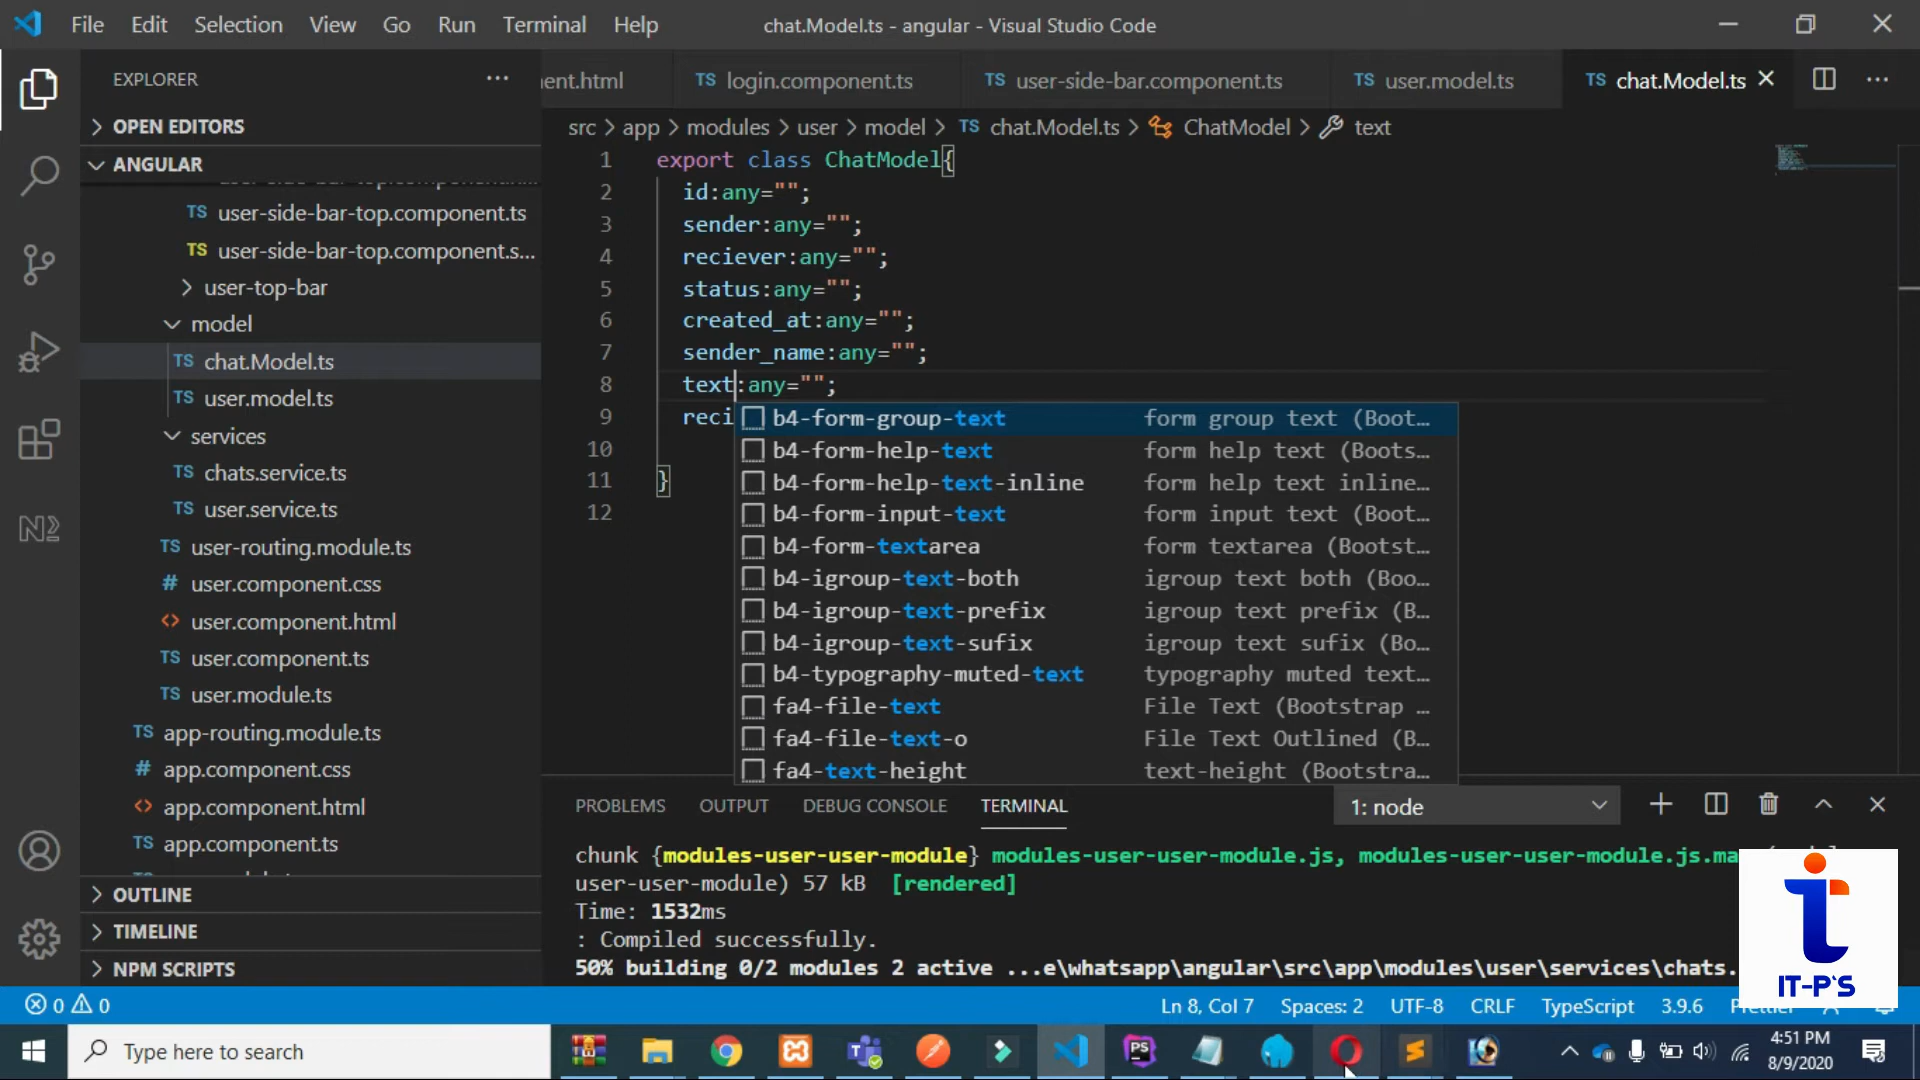 File Edit Selection View Go Run Terminal Help
chat.Model.ts - angular - Visual Studio Code
EXPLORER
OPEN EDITORS
ANGULAR
TS user-side-bar-top.component.ts
TS user-side-bar-top.component.s...
user-top-bar
model
TS chat.Model.ts
TS user.model.ts
services
TS chats.service.ts
TS user.service.ts
TS user-routing.module.ts
# user.component.css
<> user.component.html
TS user.component.ts
TS user.module.ts
TS app-routing.module.ts
# app.component.css
<> app.component.html
TS app.component.ts
OUTLINE
TIMELINE
NPM SCRIPTS
nent.html TS login.component.ts TS user-side-bar.component.ts TS user.model.ts TS chat.Model.ts
src > app > modules > user > model > TS chat.Model.ts > ChatModel > text
1 export class ChatModel{
2 id:any="";
3 sender:any="";
4 reciever:any="";
5 status:any="";
6 created_at:any="";
7 sender_name:any="";
8 text:any="";
9 reci
10
11 }
12
b4-form-group-text form group text (Boot…
b4-form-help-text form help text (Boots…
b4-form-help-text-inline form help text inline…
b4-form-input-text form input text (Boot…
b4-form-textarea form textarea (Bootst…
b4-igroup-text-both igroup text both (Boo…
b4-igroup-text-prefix igroup text prefix (B…
b4-igroup-text-sufix igroup text sufix (Bo…
b4-typography-muted-text typography muted text…
fa4-file-text File Text (Bootstrap …
fa4-file-text-o File Text Outlined (B…
fa4-text-height text-height (Bootstra…
PROBLEMS OUTPUT DEBUG CONSOLE TERMINAL 1: node
chunk {modules-user-user-module} modules-user-user-module.js, modules-user-user-module.js.ma
user-user-module) 57 kB [rendered]
Time: 1532ms
: Compiled successfully.
50% building 0/2 modules 2 active ...e\whatsapp\angular\src\app\modules\user\services\chats.
IT-P'S
0 0 Ln 8, Col 7 Spaces: 2 UTF-8 CRLF TypeScript 3.9.6
Type here to search
PS
4:51 PM
8/9/2020